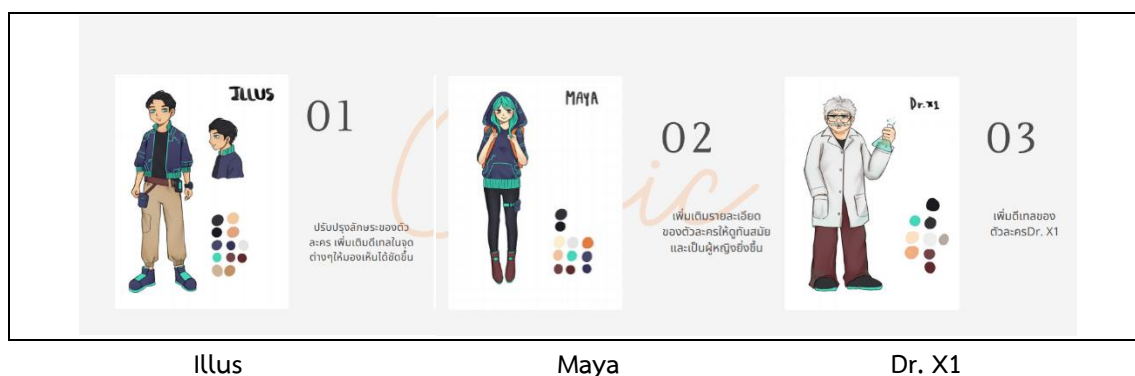 ILLUS
01
ปรับปรุงลักษระของตัว
ละคร เพิ่มเติมดีเทลในจุด
ต่างๆให้มองเห็นได้ชัดขึ้น
MAYA
02
เพิ่มเติมรายละเอียด
ของตัวละครให้ดูทันสมัย
และเป็นผู้หญิงยิ่งขึ้น
Dr.X1
03
เพิ่มดีเทลของ
ตัวละครDr. X1
Illus
Maya
Dr. X1